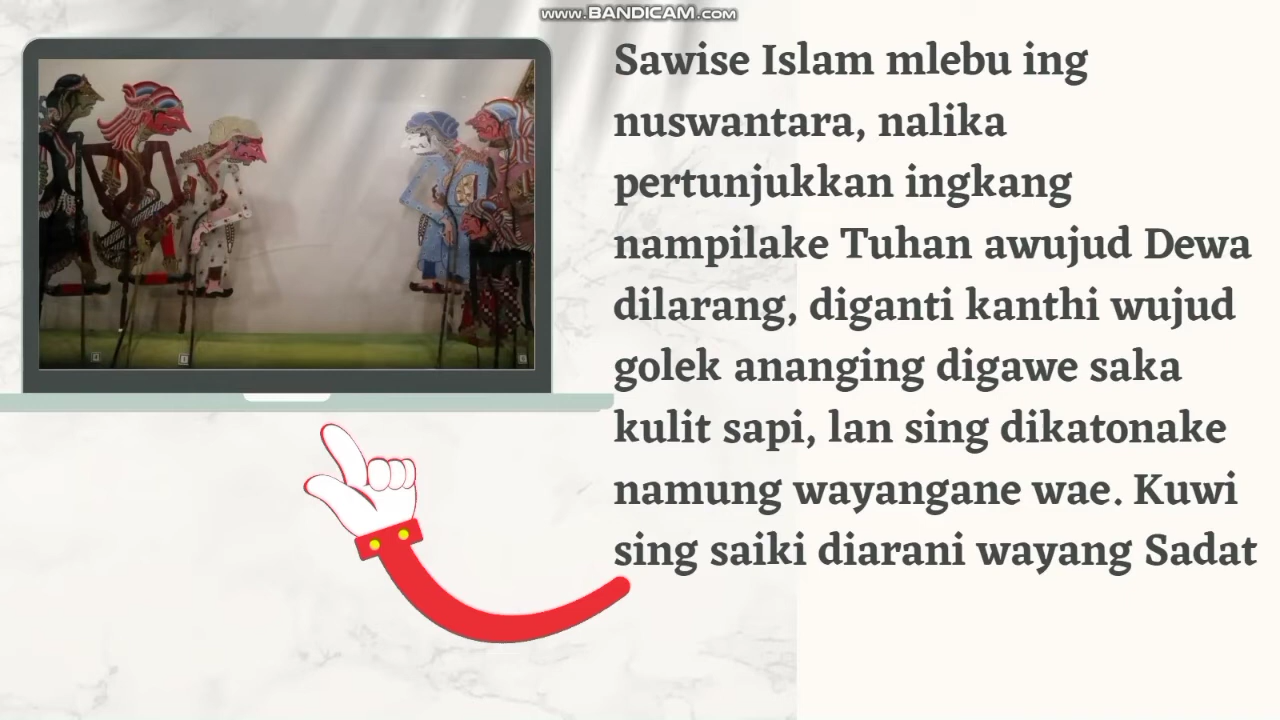 www.BANDICAM.com
Sawise Islam mlebu ing
nuswantara, nalika
pertunjukkan ingkang
nampilake Tuhan awujud Dewa
dilarang, diganti kanthi wujud
golek ananging digawe saka
kulit sapi, lan sing dikatonake
namung wayangane wae. Kuwi
sing saiki diarani wayang Sadat